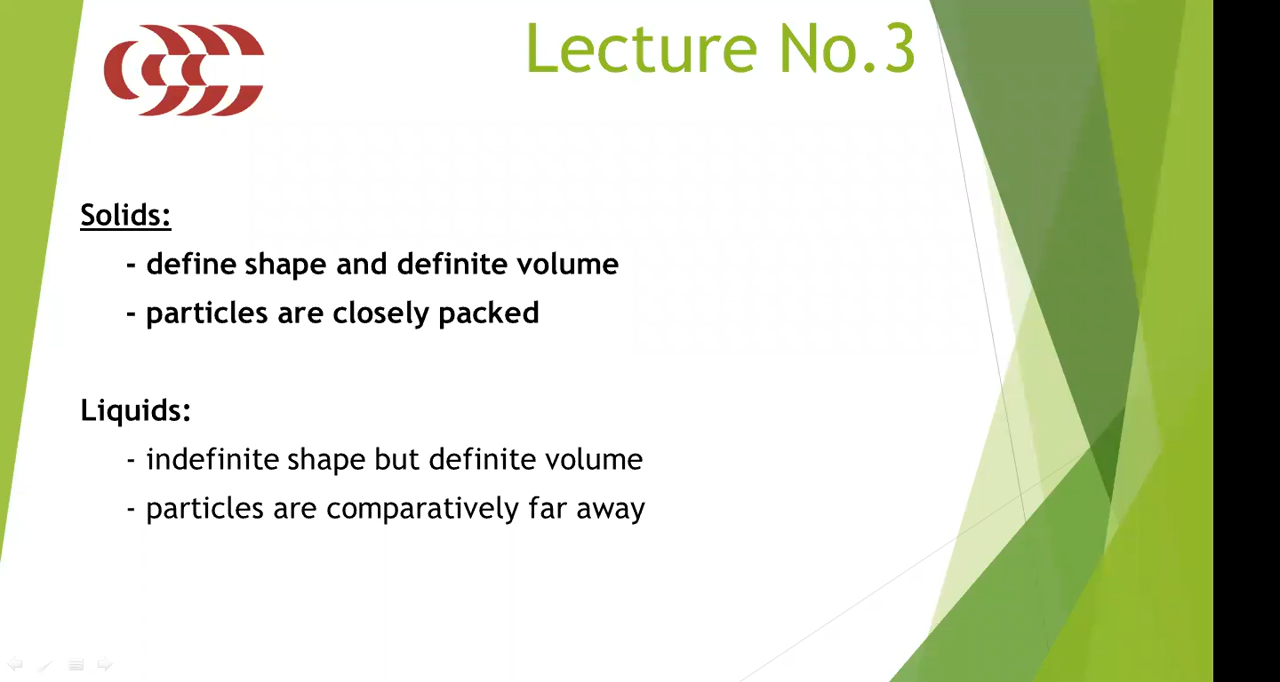 Lecture No.3
Solids:
- define shape and definite volume
- particles are closely packed
Liquids:
- indefinite shape but definite volume
- particles are comparatively far away